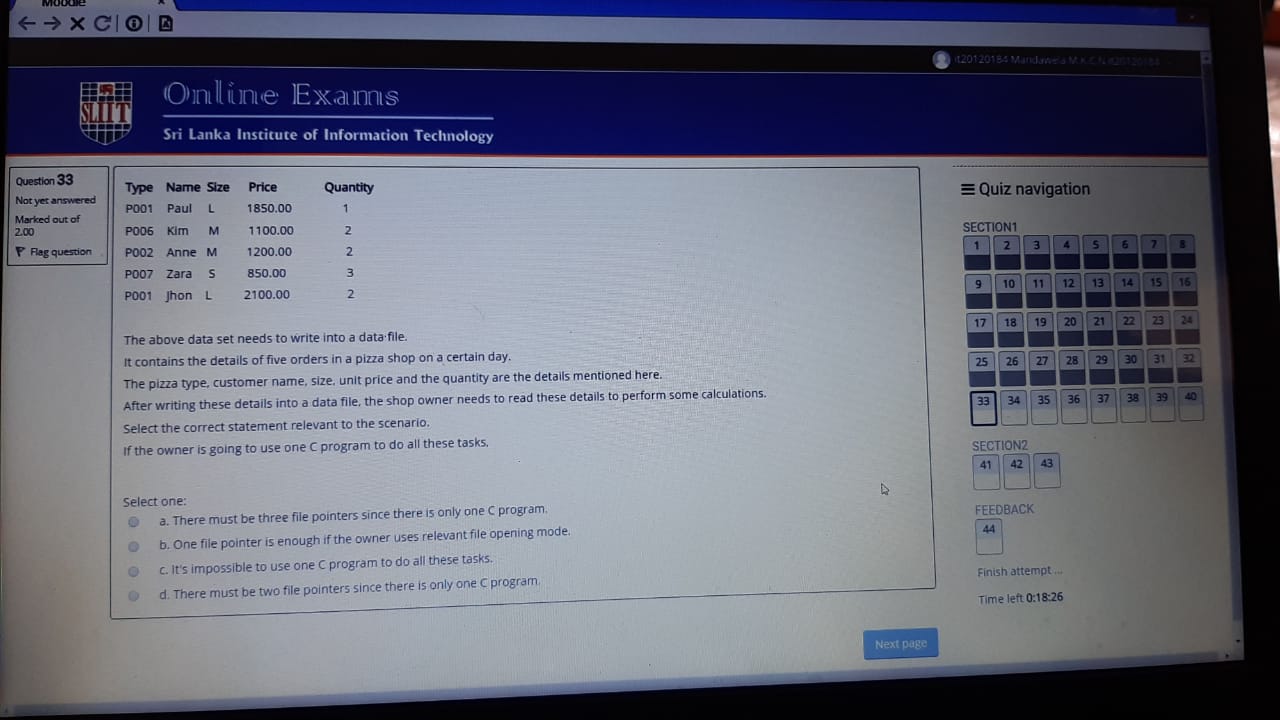 Moodle x
it20120184 Mandawela M.K.C.N it20120184
SLIIT
Online Exams
Sri Lanka Institute of Information Technology
Question 33
Not yet answered
Marked out of
2.00
Flag question
Type Name Size Price Quantity
P001 Paul L 1850.00 1
P006 Kim M 1100.00 2
P002 Anne M 1200.00 2
P007 Zara S 850.00 3
P001 Jhon L 2100.00 2
The above data set needs to write into a data file.
It contains the details of five orders in a pizza shop on a certain day.
The pizza type, customer name, size, unit price and the quantity are the details mentioned here.
After writing these details into a data file, the shop owner needs to read these details to perform some calculations.
Select the correct statement relevant to the scenario.
If the owner is going to use one C program to do all these tasks.
Select one:
a. There must be three file pointers since there is only one C program.
b. One file pointer is enough if the owner uses relevant file opening mode.
c. It's impossible to use one C program to do all these tasks.
d. There must be two file pointers since there is only one C program.
Next page
Quiz navigation
SECTION1
1 2 3 4 5 6 7 8
9 10 11 12 13 14 15 16
17 18 19 20 21 22 23 24
25 26 27 28 29 30 31 32
33 34 35 36 37 38 39 40
SECTION2
41 42 43
FEEDBACK
44
Finish attempt ...
Time left 0:18:26